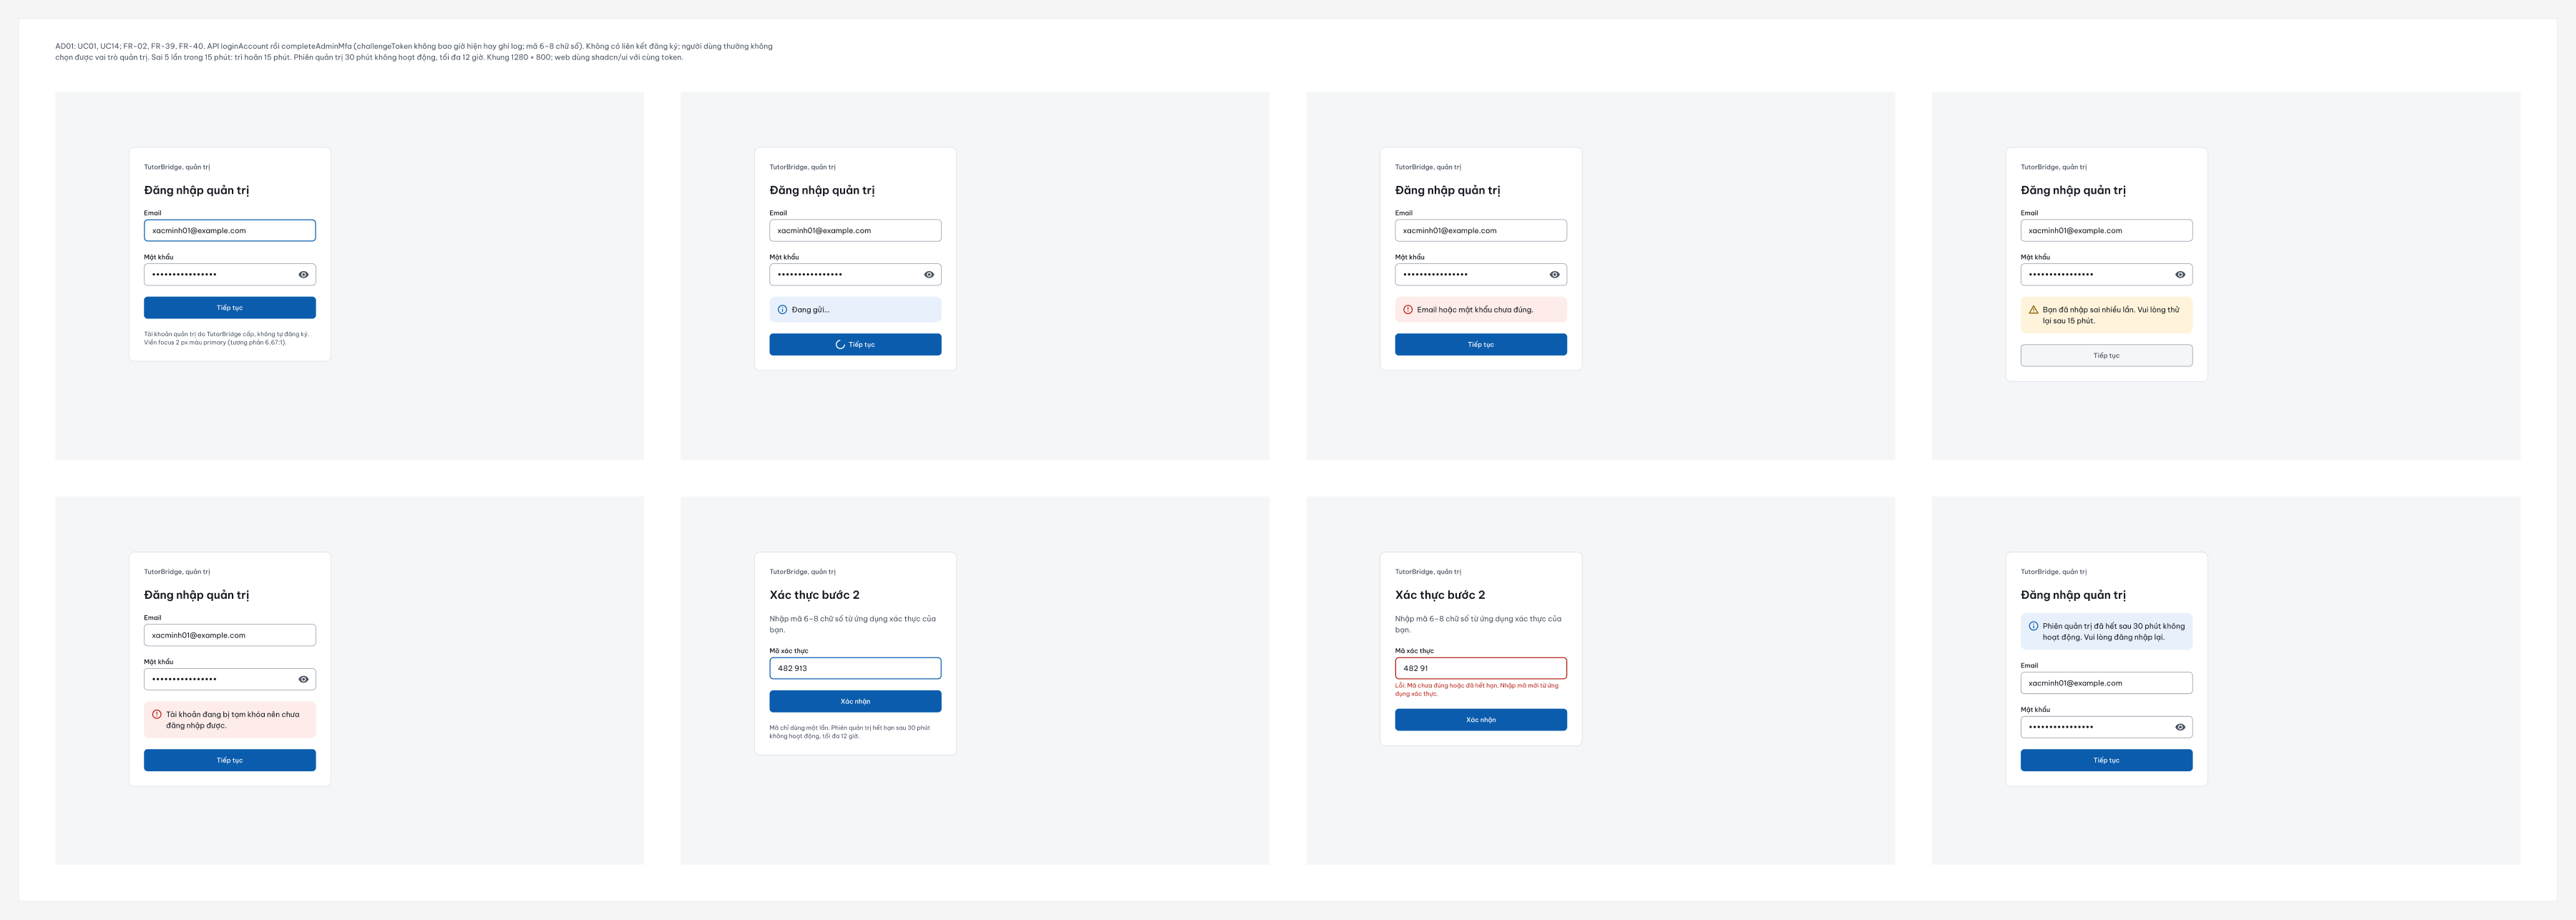 AD01: UC01, UC14; FR-02, FR-39, FR-40. API loginAccount rồi completeAdminMfa (challengeToken không bao giờ hiện hay ghi log; mã 6–8 chữ số). Không có liên kết đăng ký; người dùng thường không
chọn được vai trò quản trị. Sai 5 lần trong 15 phút: trì hoãn 15 phút. Phiên quản trị 30 phút không hoạt động, tối đa 12 giờ. Khung 1280 × 800; web dùng shadcn/ui với cùng token.
TutorBridge, quản trị
Đăng nhập quản trị
Email
xacminh01@example.com
Mật khẩu
••••••••••••••••
Tiếp tục
Tài khoản quản trị do TutorBridge cấp, không tự đăng ký.
Viền focus 2 px màu primary (tương phản 6,67:1).
TutorBridge, quản trị
Đăng nhập quản trị
Email
xacminh01@example.com
Mật khẩu
••••••••••••••••
Đang gửi…
Tiếp tục
TutorBridge, quản trị
Đăng nhập quản trị
Email
xacminh01@example.com
Mật khẩu
••••••••••••••••
Email hoặc mật khẩu chưa đúng.
Tiếp tục
TutorBridge, quản trị
Đăng nhập quản trị
Email
xacminh01@example.com
Mật khẩu
••••••••••••••••
Bạn đã nhập sai nhiều lần. Vui lòng thử
lại sau 15 phút.
Tiếp tục
TutorBridge, quản trị
Đăng nhập quản trị
Email
xacminh01@example.com
Mật khẩu
••••••••••••••••
Tài khoản đang bị tạm khóa nên chưa
đăng nhập được.
Tiếp tục
TutorBridge, quản trị
Xác thực bước 2
Nhập mã 6–8 chữ số từ ứng dụng xác thực của
bạn.
Mã xác thực
482 913
Xác nhận
Mã chỉ dùng một lần. Phiên quản trị hết hạn sau 30 phút
không hoạt động, tối đa 12 giờ.
TutorBridge, quản trị
Xác thực bước 2
Nhập mã 6–8 chữ số từ ứng dụng xác thực của
bạn.
Mã xác thực
482 91
Lỗi: Mã chưa đúng hoặc đã hết hạn. Nhập mã mới từ ứng
dụng xác thực.
Xác nhận
TutorBridge, quản trị
Đăng nhập quản trị
Phiên quản trị đã hết sau 30 phút không
hoạt động. Vui lòng đăng nhập lại.
Email
xacminh01@example.com
Mật khẩu
••••••••••••••••
Tiếp tục